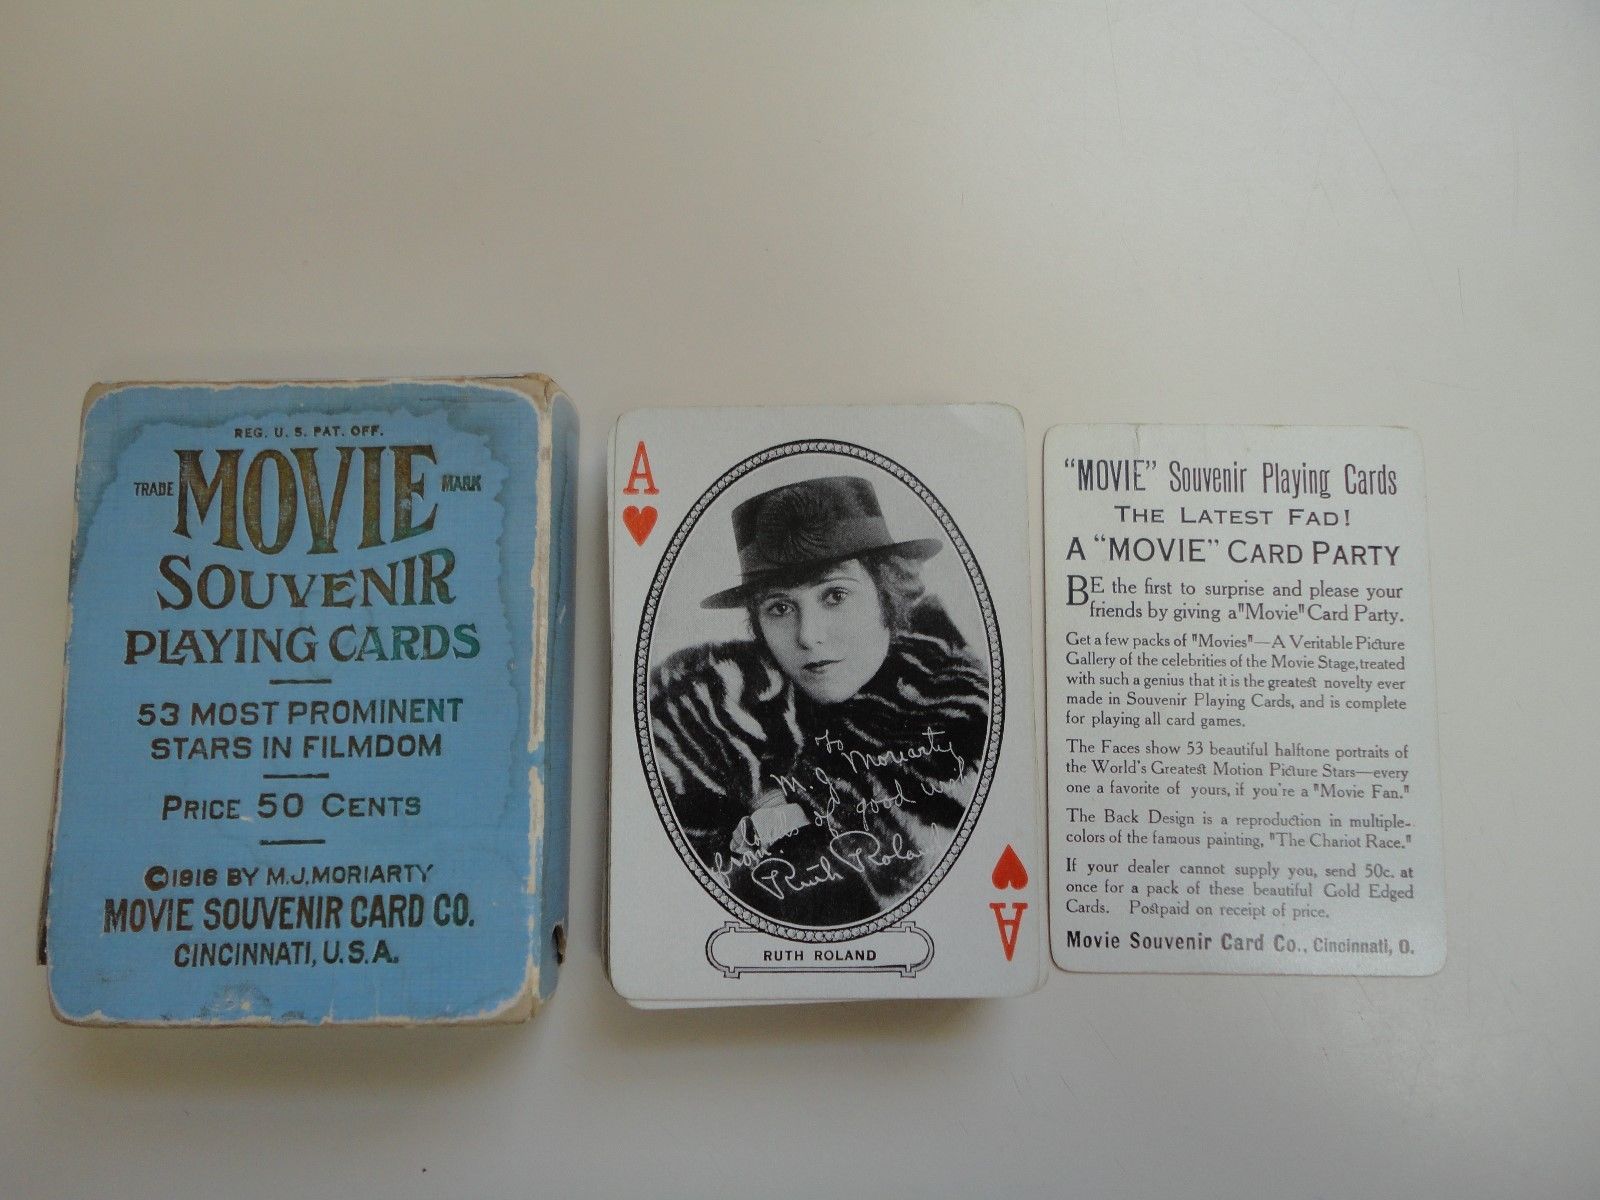 REG. U. S. PAT. OFF.
TRADE MOVIE MARK
SOUVENIR
PLAYING CARDS
53 MOST PROMINENT
STARS IN FILMDOM
PRICE 50 CENTS
©1916 BY M.J. MORIARTY
MOVIE SOUVENIR CARD CO.
CINCINNATI, U.S.A.
A
To
M. J. Moriarty
loads of good will
from
Ruth Roland
RUTH ROLAND
A
"MOVIE" Souvenir Playing Cards
THE LATEST FAD!
A "MOVIE" CARD PARTY
BE the first to surprise and please your
friends by giving a "Movie" Card Party.
Get a few packs of "Movies"—A Veritable Picture
Gallery of the celebrities of the Movie Stage, treated
with such a genius that it is the greatest novelty ever
made in Souvenir Playing Cards, and is complete
for playing all card games.
The Faces show 53 beautiful halftone portraits of
the World's Greatest Motion Picture Stars—every
one a favorite of yours, if you're a "Movie Fan."
The Back Design is a reproduction in multiple-
colors of the famous painting, "The Chariot Race."
If your dealer cannot supply you, send 50c. at
once for a pack of these beautiful Gold Edged
Cards. Postpaid on receipt of price.
Movie Souvenir Card Co., Cincinnati, O.